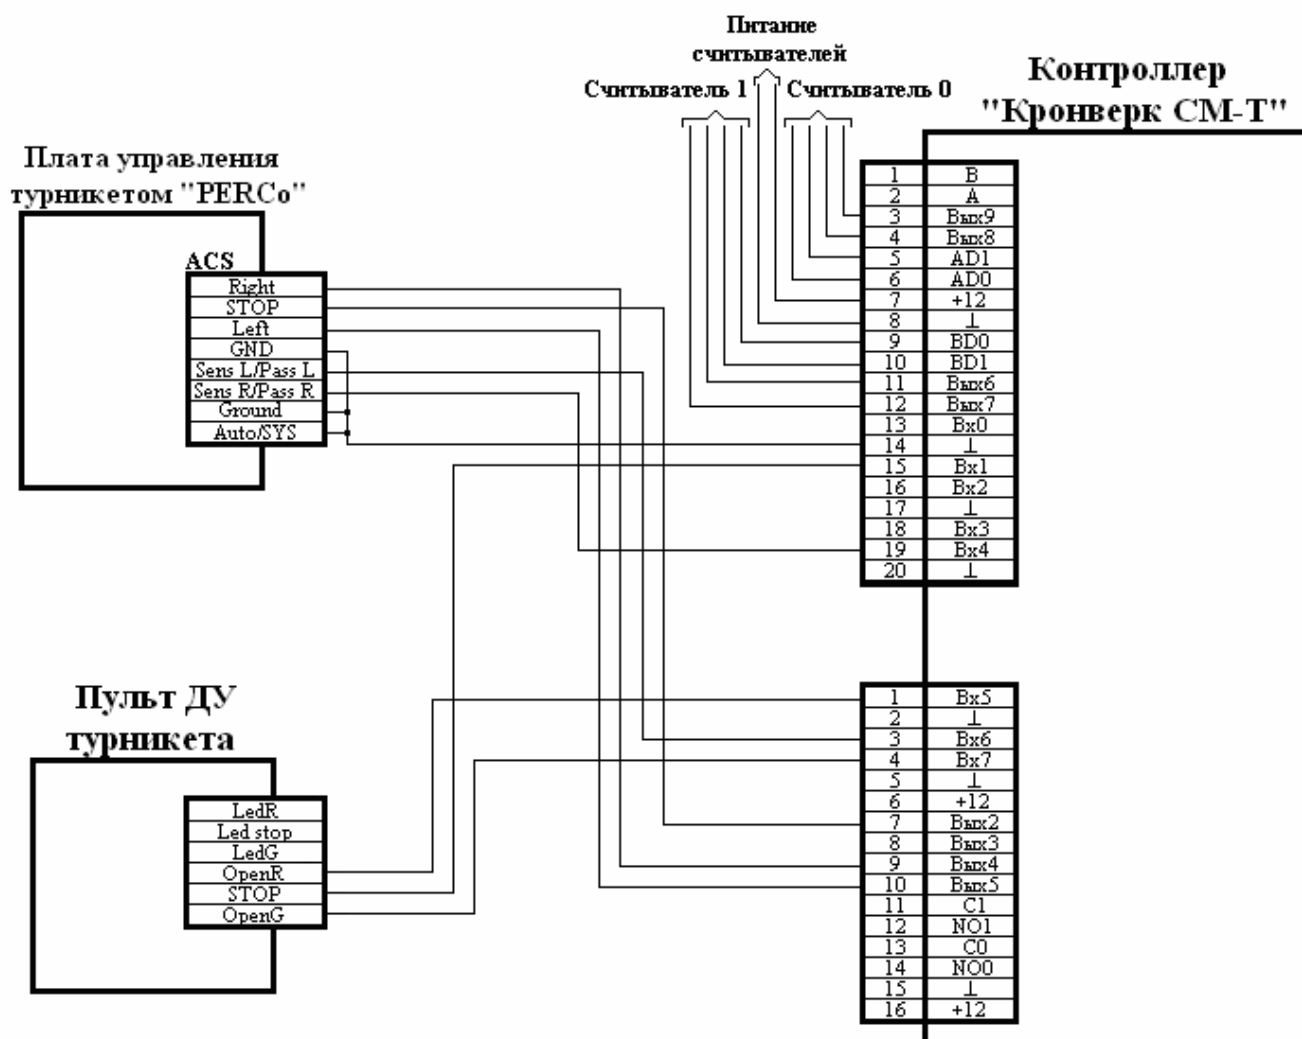 Питание
считывателей
Считыватель 1
Считыватель 0
Контроллер
"Кронверк СМ-Т"
Плата управления
турникетом "PERCo"
ACS
Right
STOP
Left
GND
Sens L/Pass L
Sens R/Pass R
Ground
Auto/SYS
1 B
2 A
3 Вых9
4 Вых8
5 AD1
6 AD0
7 +12
8 ⊥
9 BD0
10 BD1
11 Вых6
12 Вых7
13 Вх0
14 ⊥
15 Вх1
16 Вх2
17 ⊥
18 Вх3
19 Вх4
20 ⊥
Пульт ДУ
турникета
LedR
Led stop
LedG
OpenR
STOP
OpenG
1 Вх5
2 ⊥
3 Вх6
4 Вх7
5 ⊥
6 +12
7 Вых2
8 Вых3
9 Вых4
10 Вых5
11 C1
12 NO1
13 C0
14 NO0
15 ⊥
16 +12